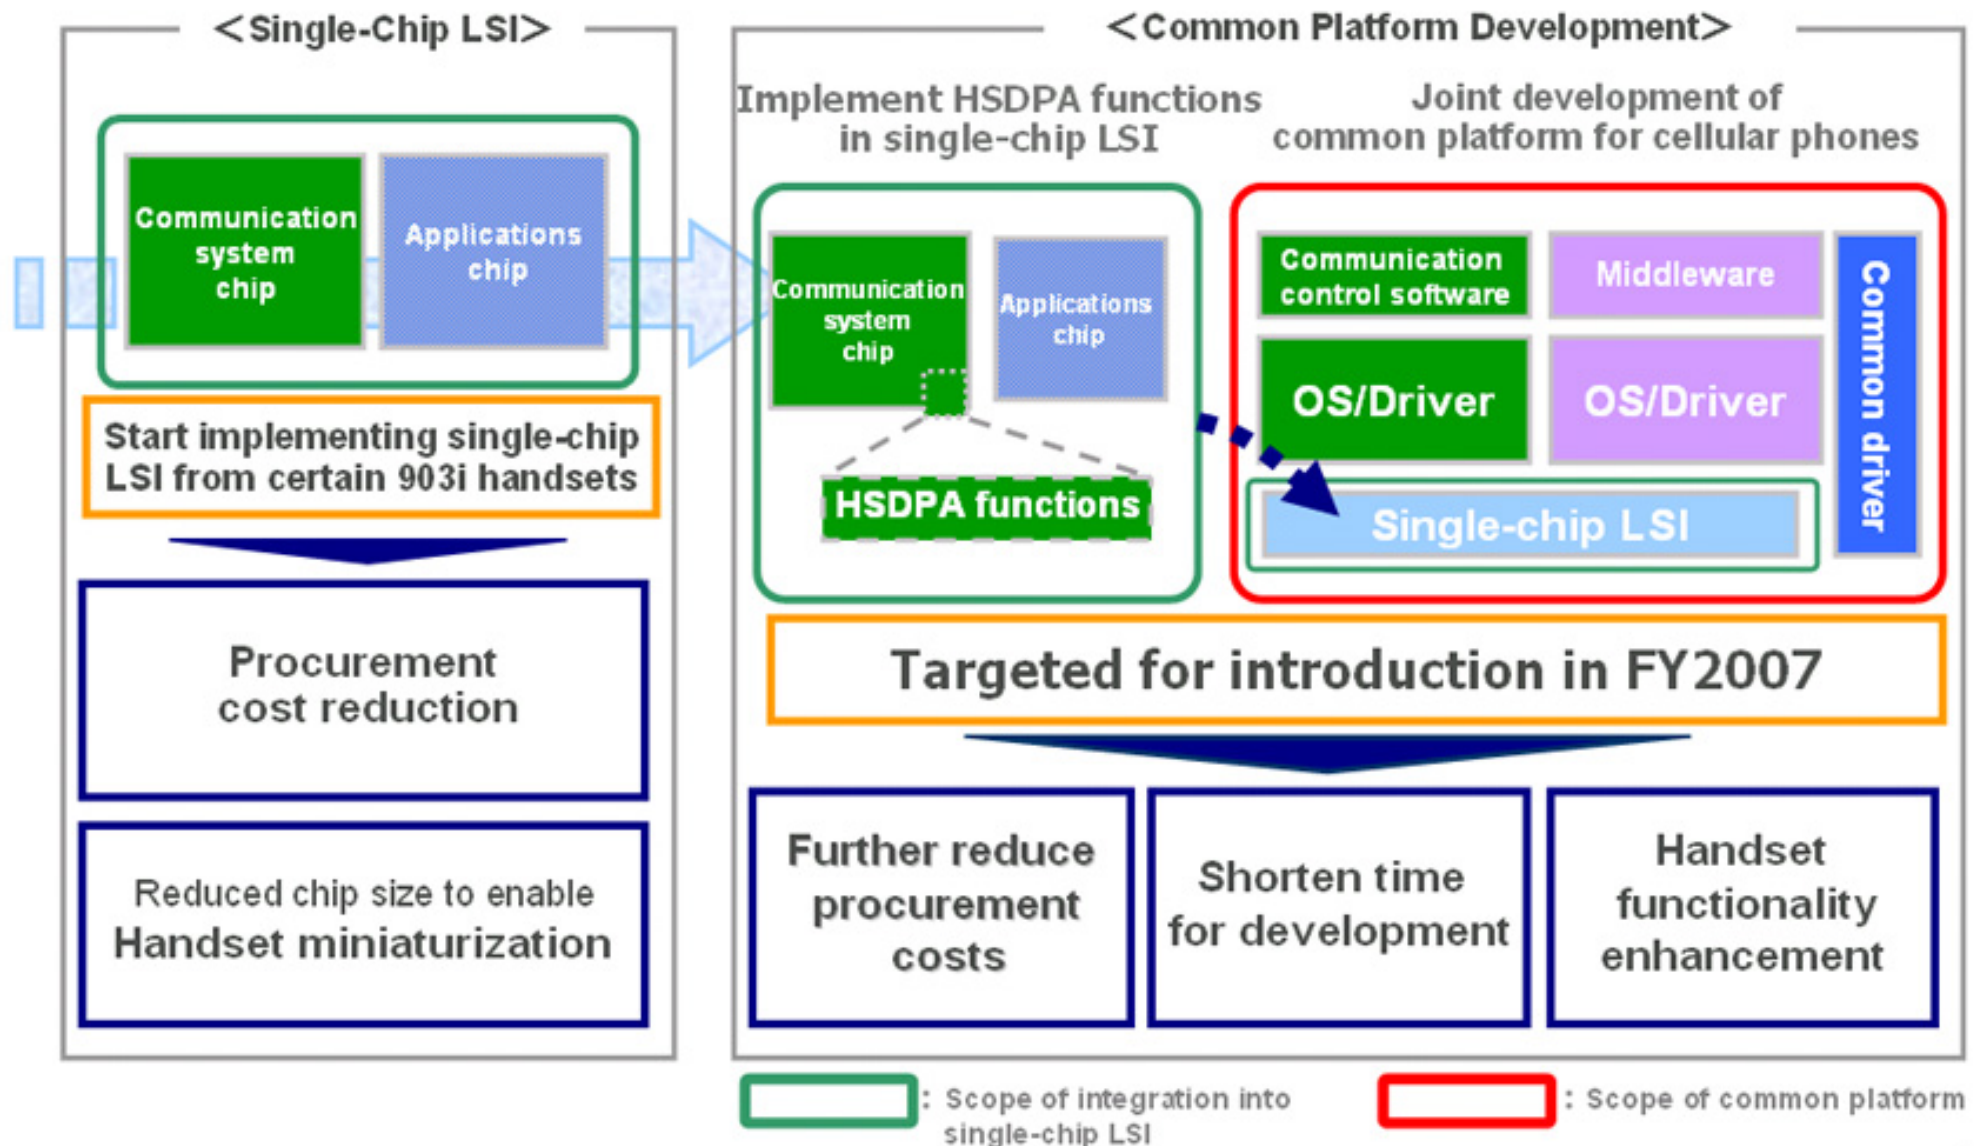 <Single-Chip LSI>
Communication
system
chip
Applications
chip
Start implementing single-chip
LSI from certain 903i handsets
Procurement
cost reduction
Reduced chip size to enable
Handset miniaturization
<Common Platform Development>
Implement HSDPA functions
in single-chip LSI
Communication
system
chip
Applications
chip
HSDPA functions
Joint development of
common platform for cellular phones
Communication
control software
Middleware
OS/Driver
OS/Driver
Common driver
Single-chip LSI
Targeted for introduction in FY2007
Further reduce
procurement
costs
Shorten time
for development
Handset
functionality
enhancement
: Scope of integration into
single-chip LSI
: Scope of common platform